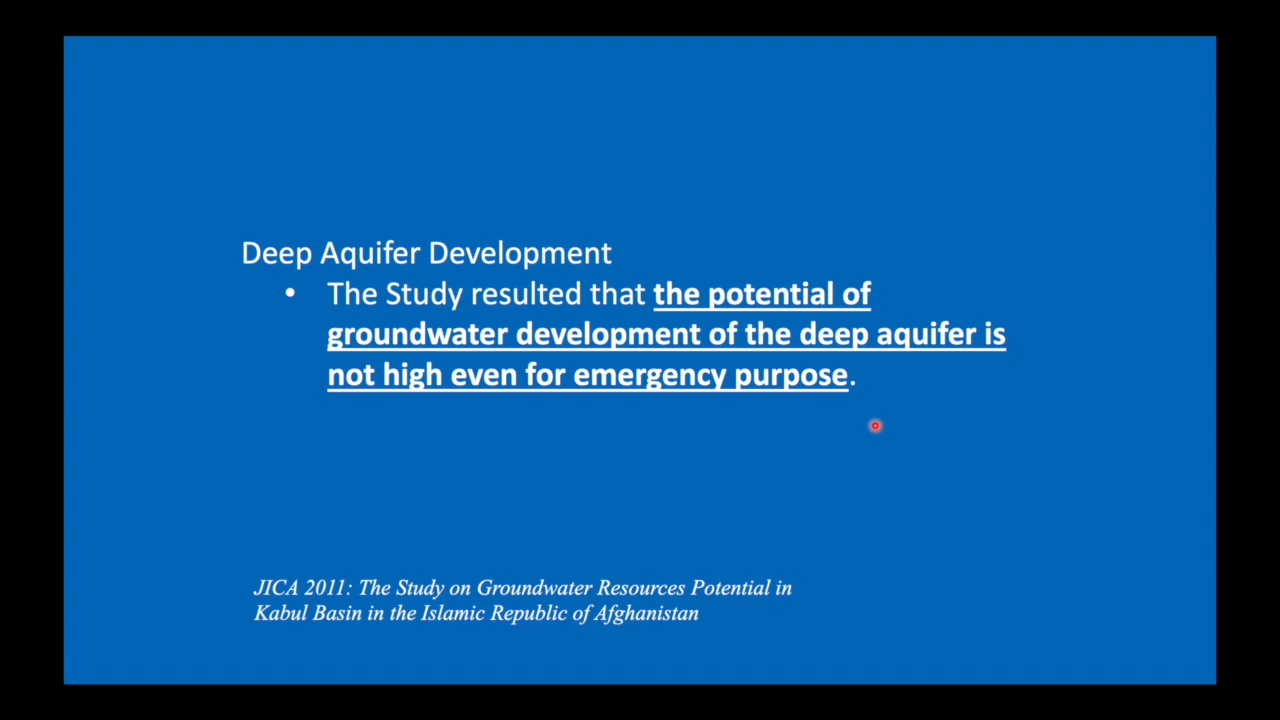 Deep Aquifer Development
• The Study resulted that the potential of
groundwater development of the deep aquifer is
not high even for emergency purpose.
JICA 2011: The Study on Groundwater Resources Potential in
Kabul Basin in the Islamic Republic of Afghanistan